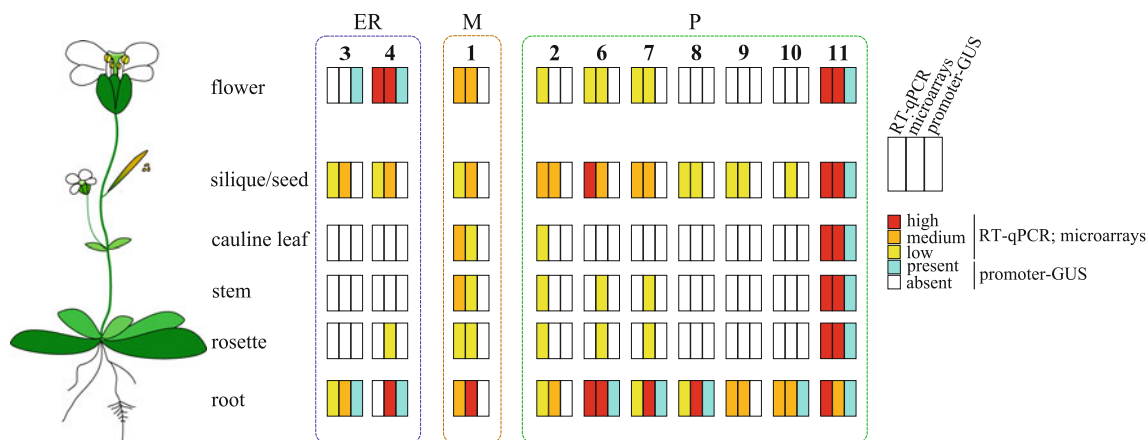 ER M P
3 4 1 2 6 7 8 9 10 11
flower
silique/seed
cauline leaf
stem
rosette
root
RT-qPCR
microarrays
promoter-GUS
high
medium
low
RT-qPCR; microarrays
present
absent
promoter-GUS